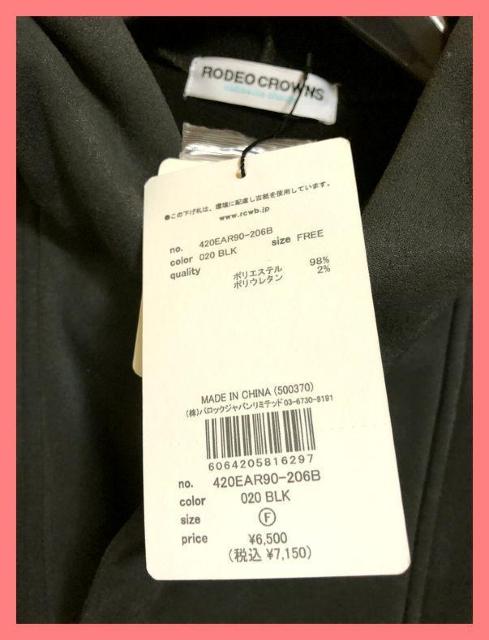 RODEO CROWNS
●この下げ札は、環境に配慮し古紙を使用しています。
www.rcwb.jp
no. 420EAR90-206B
color 020 BLK size FREE
quality
ポリエステル 98%
ポリウレタン 2%
MADE IN CHINA (500370)
(株)バロックジャパンリミテッド03-6730-9191
6064205816297
no. 420EAR90-206B
color 020 BLK
size F
price ¥6,500
(税込 ¥7,150)